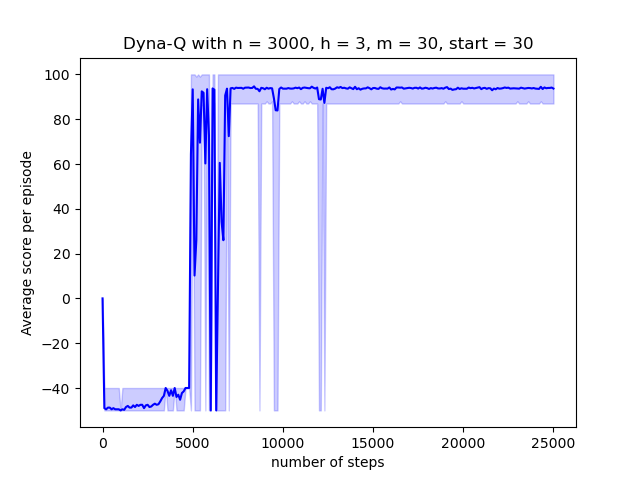 Dyna-Q with n = 3000, h = 3, m = 30, start = 30
100
80
60
40
20
0
−20
−40
Average score per episode
0 5000 10000 15000 20000 25000
number of steps